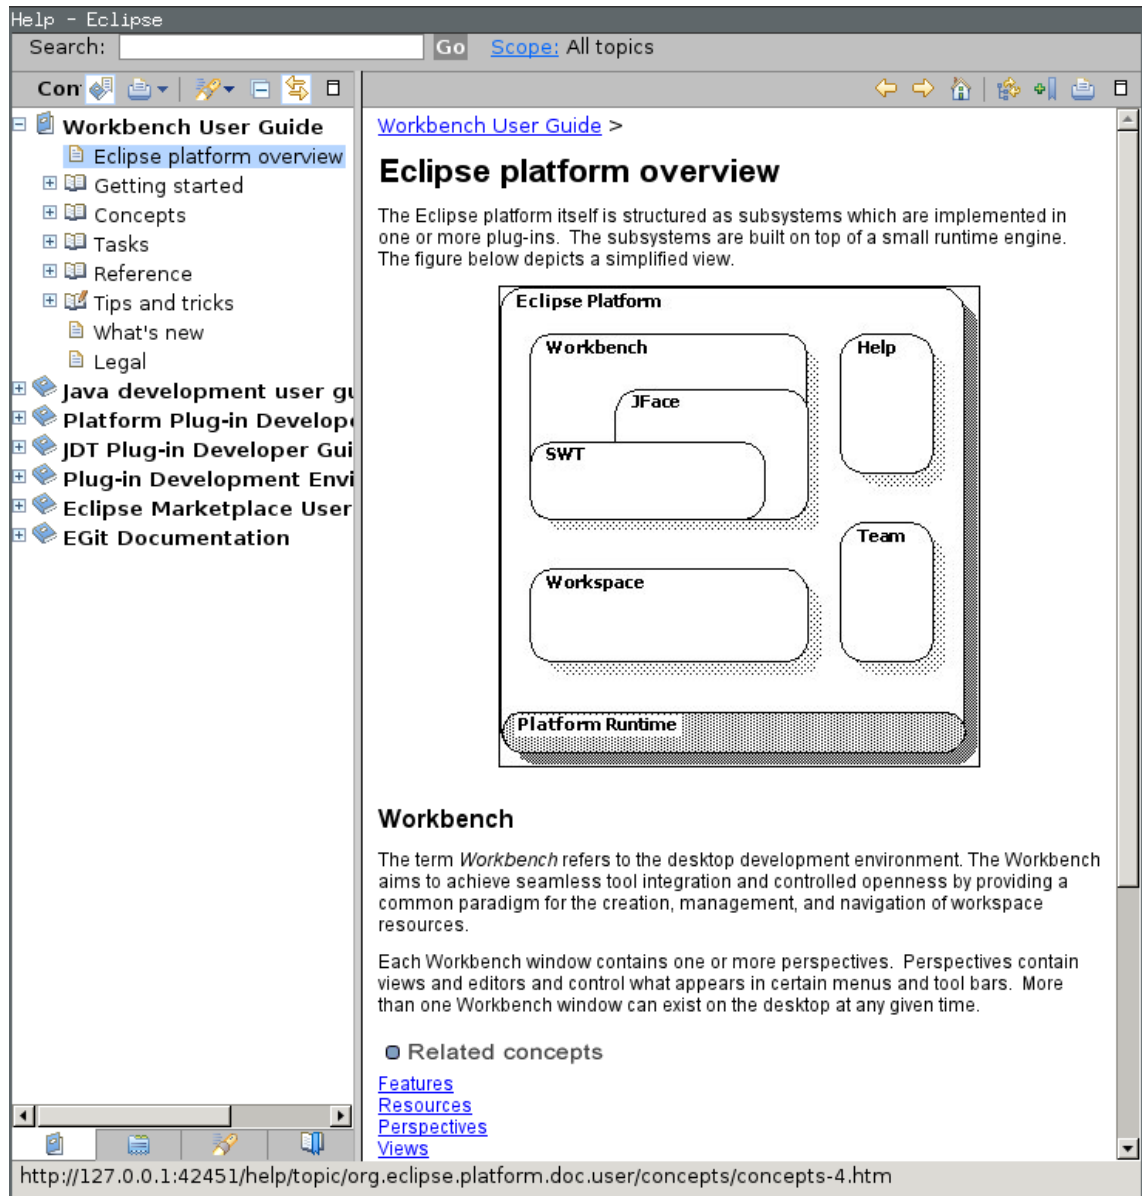 Help - Eclipse
Search:
Go
Scope: All topics
Con
Workbench User Guide
Eclipse platform overview
Getting started
Concepts
Tasks
Reference
Tips and tricks
What's new
Legal
Java development user gu
Platform Plug-in Develope
JDT Plug-in Developer Gui
Plug-in Development Envi
Eclipse Marketplace User
EGit Documentation
Workbench User Guide >
Eclipse platform overview
The Eclipse platform itself is structured as subsystems which are implemented in
one or more plug-ins. The subsystems are built on top of a small runtime engine.
The figure below depicts a simplified view.
Eclipse Platform
Workbench
Help
JFace
SWT
Team
Workspace
Platform Runtime
Workbench
The term Workbench refers to the desktop development environment. The Workbench
aims to achieve seamless tool integration and controlled openness by providing a
common paradigm for the creation, management, and navigation of workspace
resources.
Each Workbench window contains one or more perspectives. Perspectives contain
views and editors and control what appears in certain menus and tool bars. More
than one Workbench window can exist on the desktop at any given time.
Related concepts
Features
Resources
Perspectives
Views
http://127.0.0.1:42451/help/topic/org.eclipse.platform.doc.user/concepts/concepts-4.htm